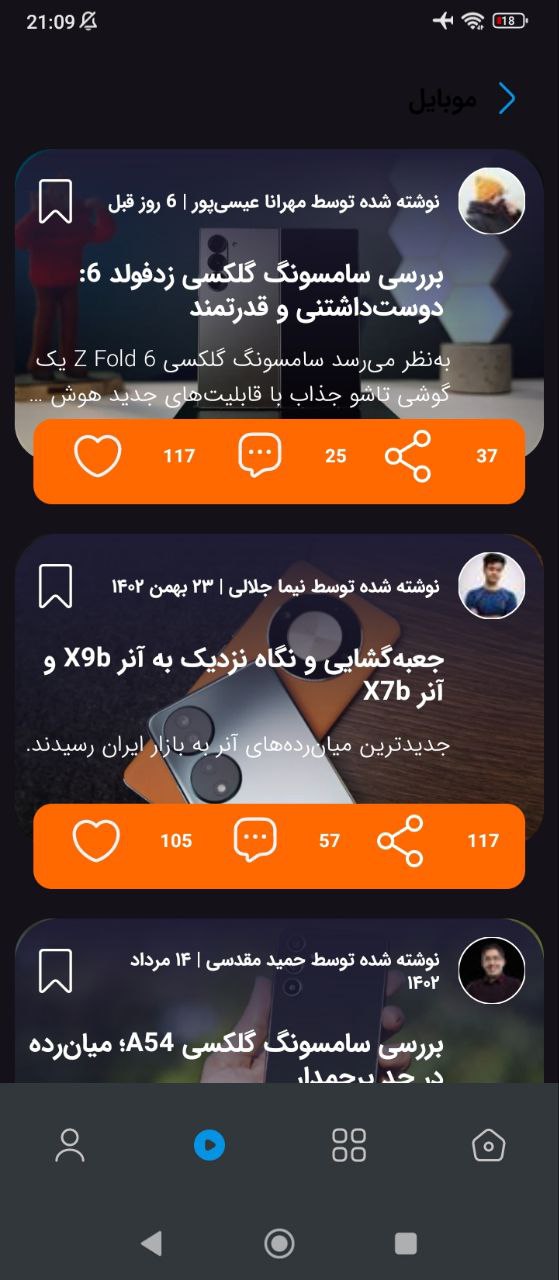 21:09
18
موبایل
نوشته شده توسط مهرانا عیسی‌پور | 6 روز قبل
بررسی سامسونگ گلکسی زدفولد 6:
دوست‌داشتنی و قدرتمند
به‌نظر می‌رسد سامسونگ گلکسی Z Fold 6 یک
گوشی تاشو جذاب با قابلیت‌های جدید هوش ...
117 25 37
نوشته شده توسط نیما جلالی | ۲۳ بهمن ۱۴۰۲
جعبه‌گشایی و نگاه نزدیک به آنر X9b و
آنر X7b
جدیدترین میان‌رده‌های آنر به بازار ایران رسیدند.
105 57 117
نوشته شده توسط حمید مقدسی | ۱۴ مرداد
۱۴۰۲
بررسی سامسونگ گلکسی A54؛ میان‌رده
در حد پرچمدار